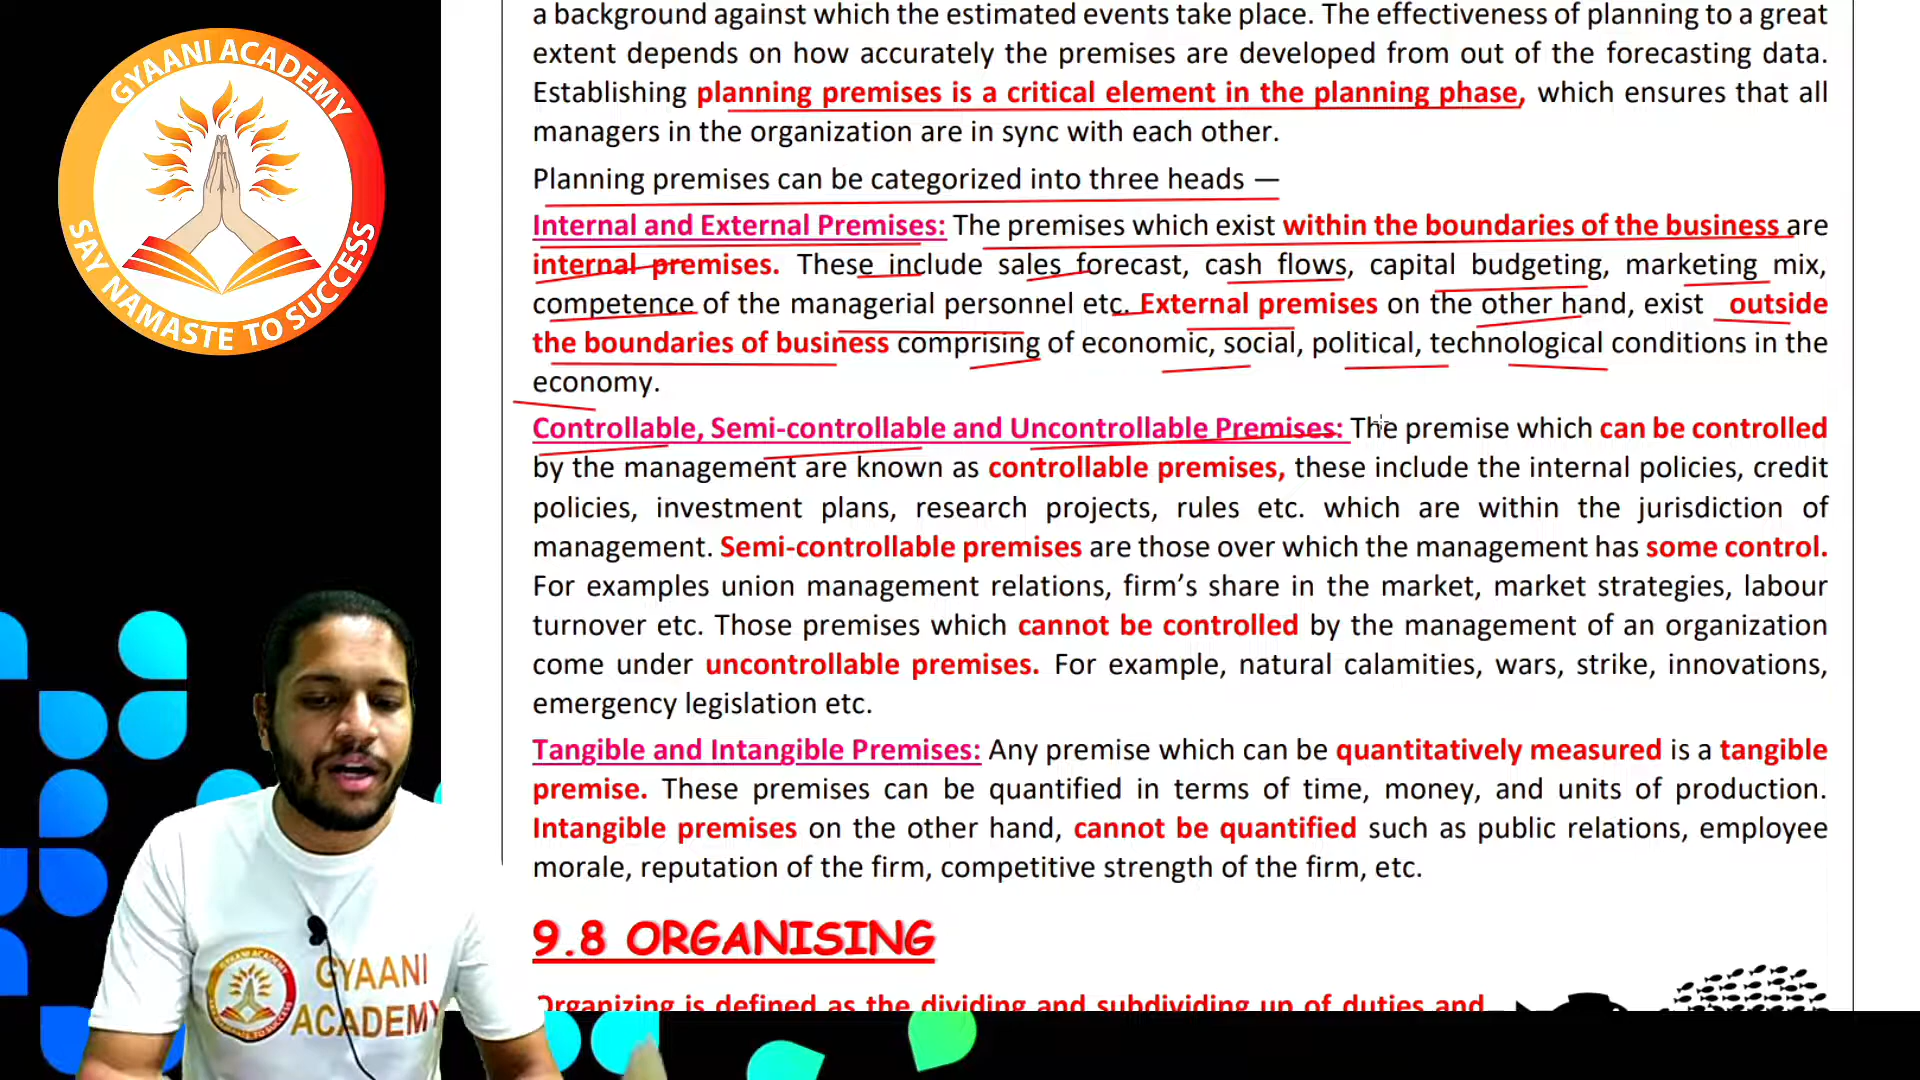 GYAANI ACADEMY
SAY NAMASTE TO SUCCESS
a background against which the estimated events take place. The effectiveness of planning to a great
extent depends on how accurately the premises are developed from out of the forecasting data.
Establishing planning premises is a critical element in the planning phase, which ensures that all
managers in the organization are in sync with each other.
Planning premises can be categorized into three heads —
Internal and External Premises: The premises which exist within the boundaries of the business are
internal premises. These include sales forecast, cash flows, capital budgeting, marketing mix,
competence of the managerial personnel etc. External premises on the other hand, exist outside
the boundaries of business comprising of economic, social, political, technological conditions in the
economy.
Controllable, Semi-controllable and Uncontrollable Premises: The premise which can be controlled
by the management are known as controllable premises, these include the internal policies, credit
policies, investment plans, research projects, rules etc. which are within the jurisdiction of
management. Semi-controllable premises are those over which the management has some control.
For examples union management relations, firm’s share in the market, market strategies, labour
turnover etc. Those premises which cannot be controlled by the management of an organization
come under uncontrollable premises. For example, natural calamities, wars, strike, innovations,
emergency legislation etc.
Tangible and Intangible Premises: Any premise which can be quantitatively measured is a tangible
premise. These premises can be quantified in terms of time, money, and units of production.
Intangible premises on the other hand, cannot be quantified such as public relations, employee
morale, reputation of the firm, competitive strength of the firm, etc.
9.8 ORGANISING
Organizing is defined as the dividing and subdividing up of duties and
GYAANI
ACADEMY